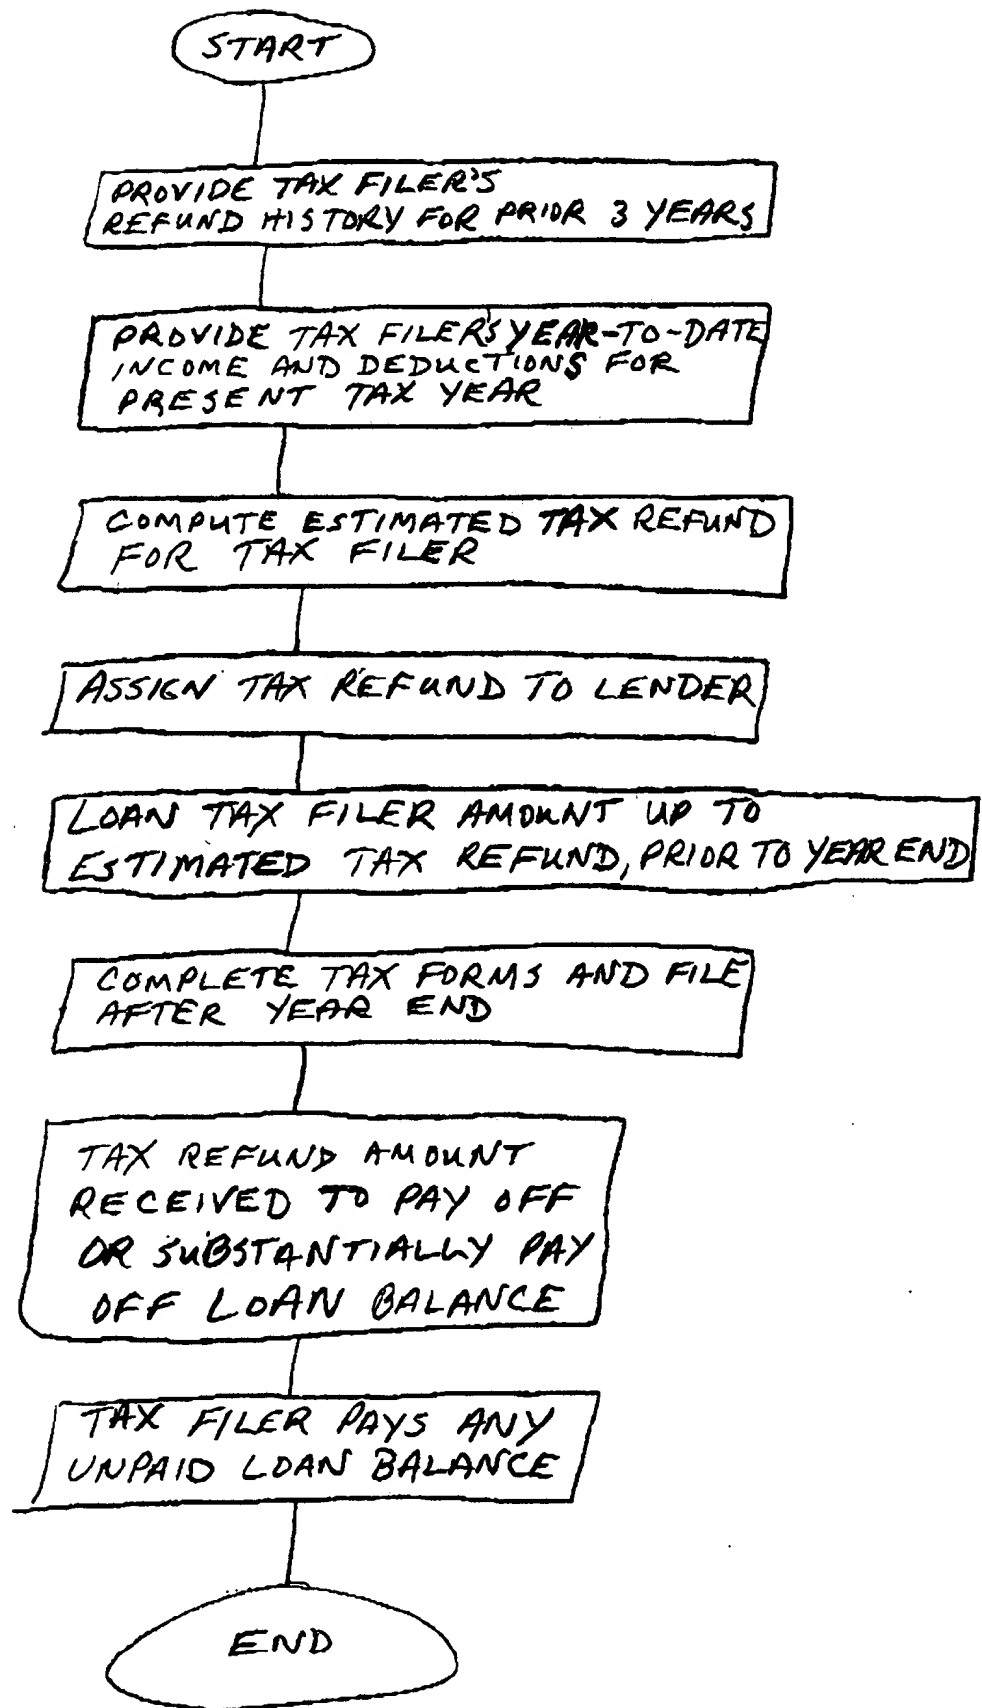 START
PROVIDE TAX FILER'S
REFUND HISTORY FOR PRIOR 3 YEARS
PROVIDE TAX FILER'S YEAR-TO-DATE
INCOME AND DEDUCTIONS FOR
PRESENT TAX YEAR
COMPUTE ESTIMATED TAX REFUND
FOR TAX FILER
ASSIGN TAX REFUND TO LENDER
LOAN TAX FILER AMOUNT UP TO
ESTIMATED TAX REFUND, PRIOR TO YEAR END
COMPLETE TAX FORMS AND FILE
AFTER YEAR END
TAX REFUND AMOUNT
RECEIVED TO PAY OFF
OR SUBSTANTIALLY PAY
OFF LOAN BALANCE
TAX FILER PAYS ANY
UNPAID LOAN BALANCE
END